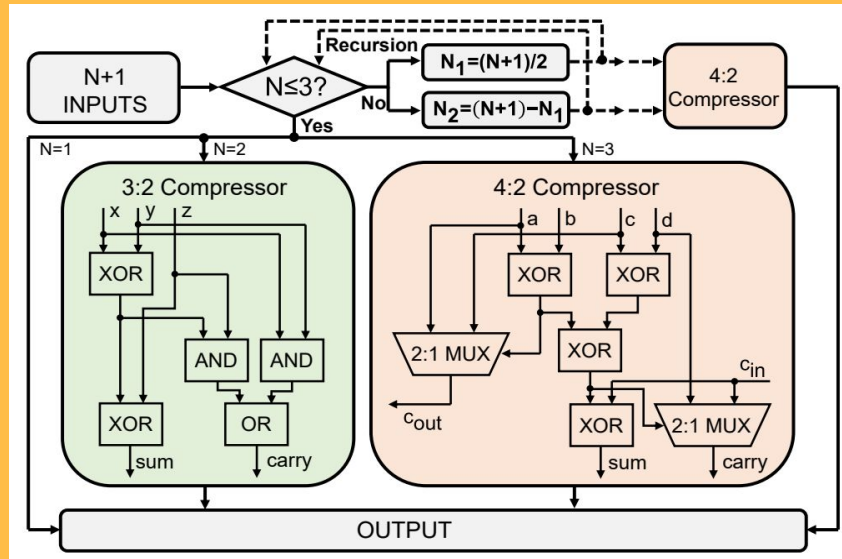 N+1
INPUTS
N≤3?
Recursion
No
Yes
N₁=(N+1)/2
N₂=(N+1)−N₁
4:2
Compressor
N=1
N=2
N=3
3:2 Compressor
x y z
XOR
AND AND
XOR OR
sum carry
4:2 Compressor
a b c d
XOR XOR
2:1 MUX
XOR
cin
cout
XOR
2:1 MUX
sum carry
OUTPUT